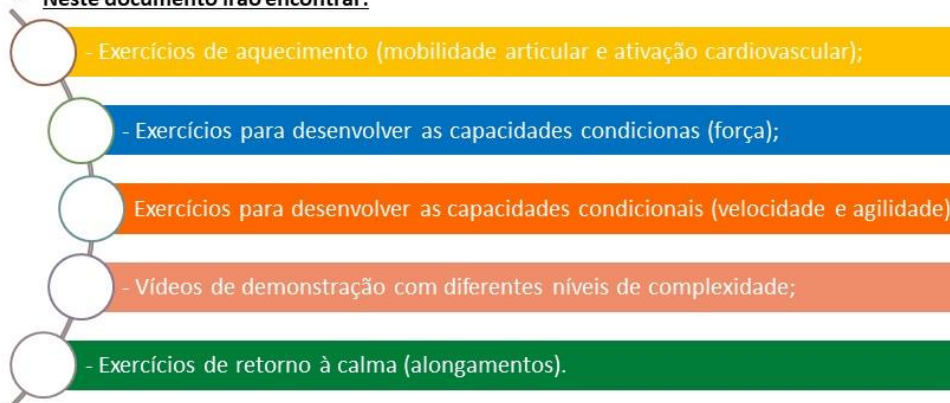 Neste documento irão encontrar:
- Exercícios de aquecimento (mobilidade articular e ativação cardiovascular);
- Exercícios para desenvolver as capacidades condicionas (força);
Exercícios para desenvolver as capacidades condicionais (velocidade e agilidade)
- Vídeos de demonstração com diferentes níveis de complexidade;
- Exercícios de retorno à calma (alongamentos).